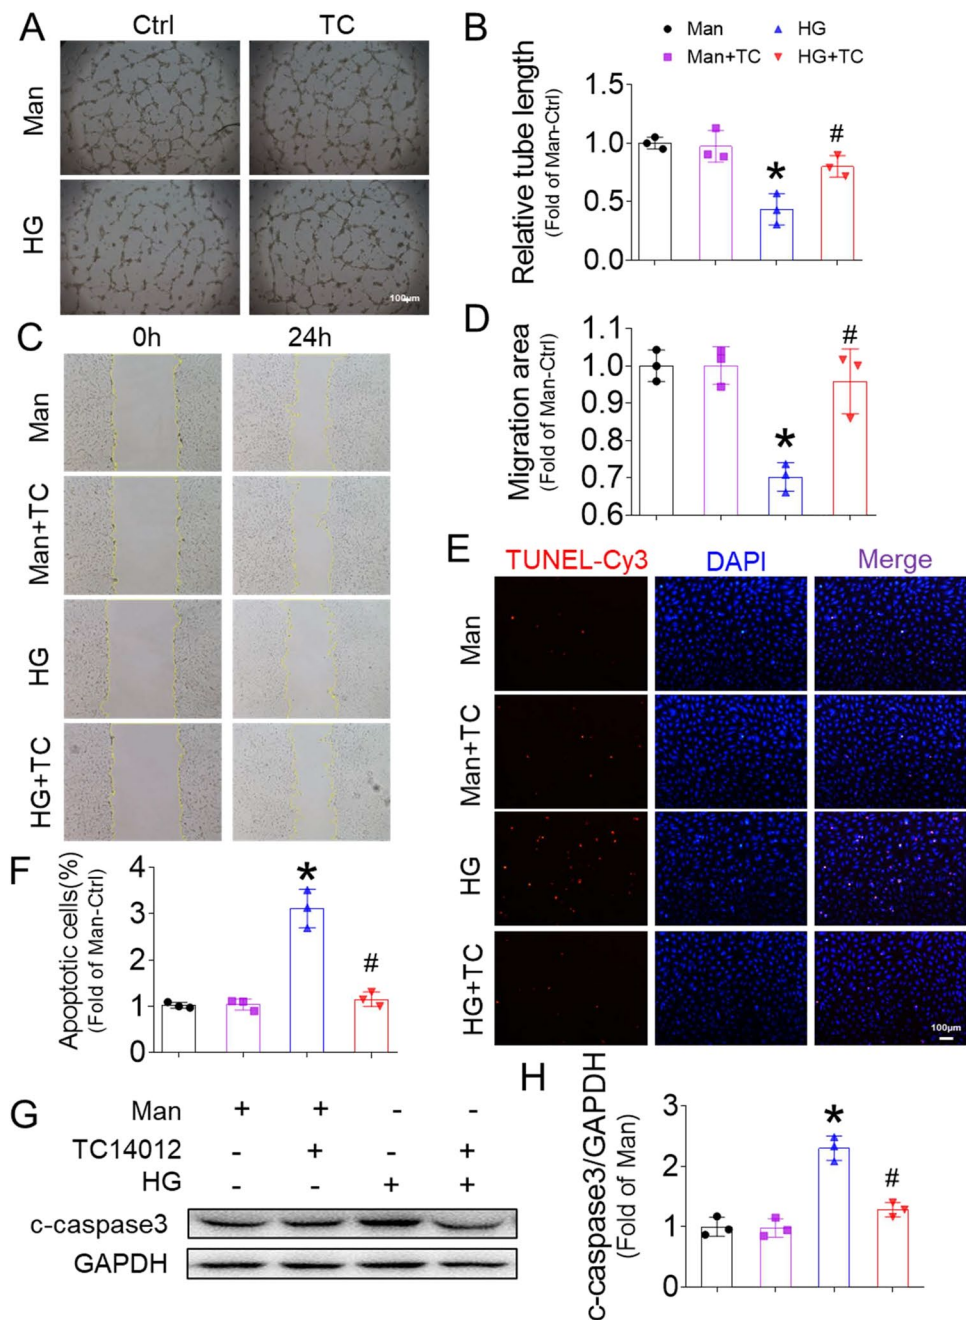 A
Ctrl
TC
Man
HG
100μm
B
Man
HG
Man+TC
HG+TC
Relative tube length
(Fold of Man-Ctrl)
1.5
1.0
0.5
0.0
*
#
C
0h
24h
Man
Man+TC
HG
HG+TC
D
Migration area
(Fold of Man-Ctrl)
1.1
1.0
0.9
0.8
0.7
0.6
*
#
E
TUNEL-Cy3
DAPI
Merge
Man
Man+TC
HG
HG+TC
100μm
F
Apoptotic cells(%)
(Fold of Man-Ctrl)
4
3
2
1
0
*
#
G
Man + + - -
TC14012 - + - +
HG - - + +
c-caspase3
GAPDH
H
c-caspase3/GAPDH
(Fold of Man)
3
2
1
0
*
#